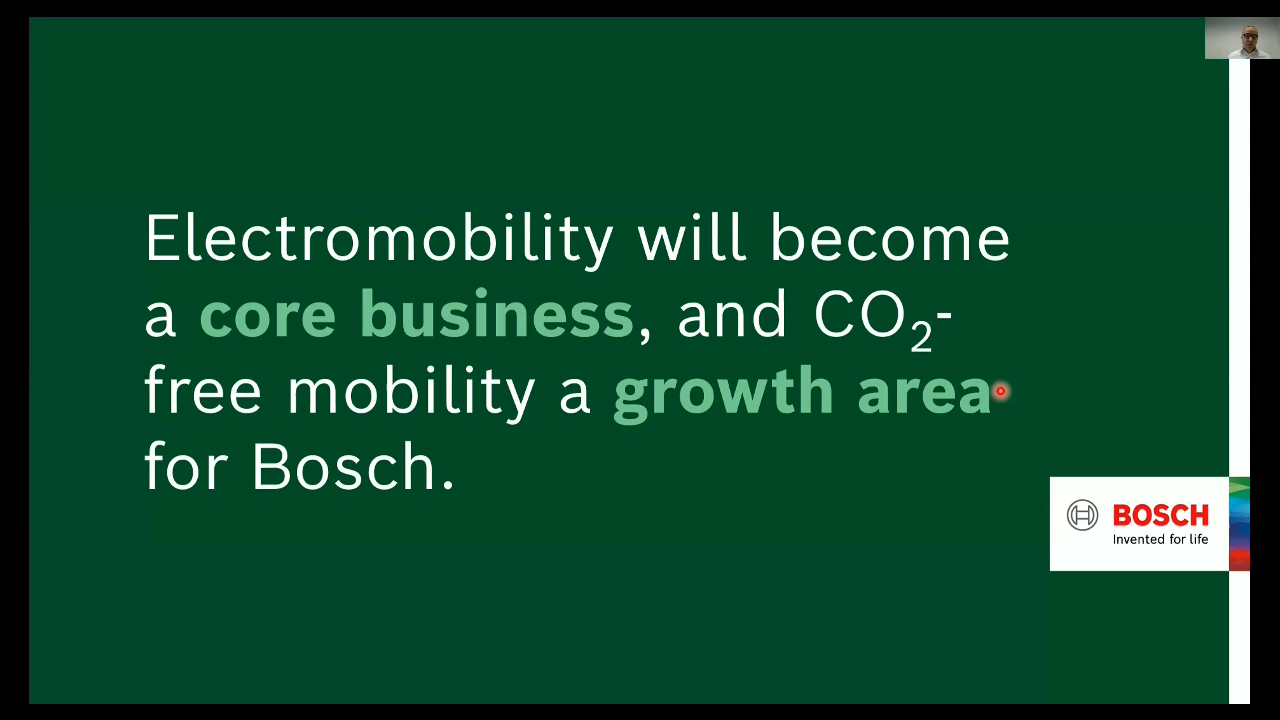 Electromobility will become
a core business, and CO₂-
free mobility a growth area
for Bosch.
BOSCH
Invented for life